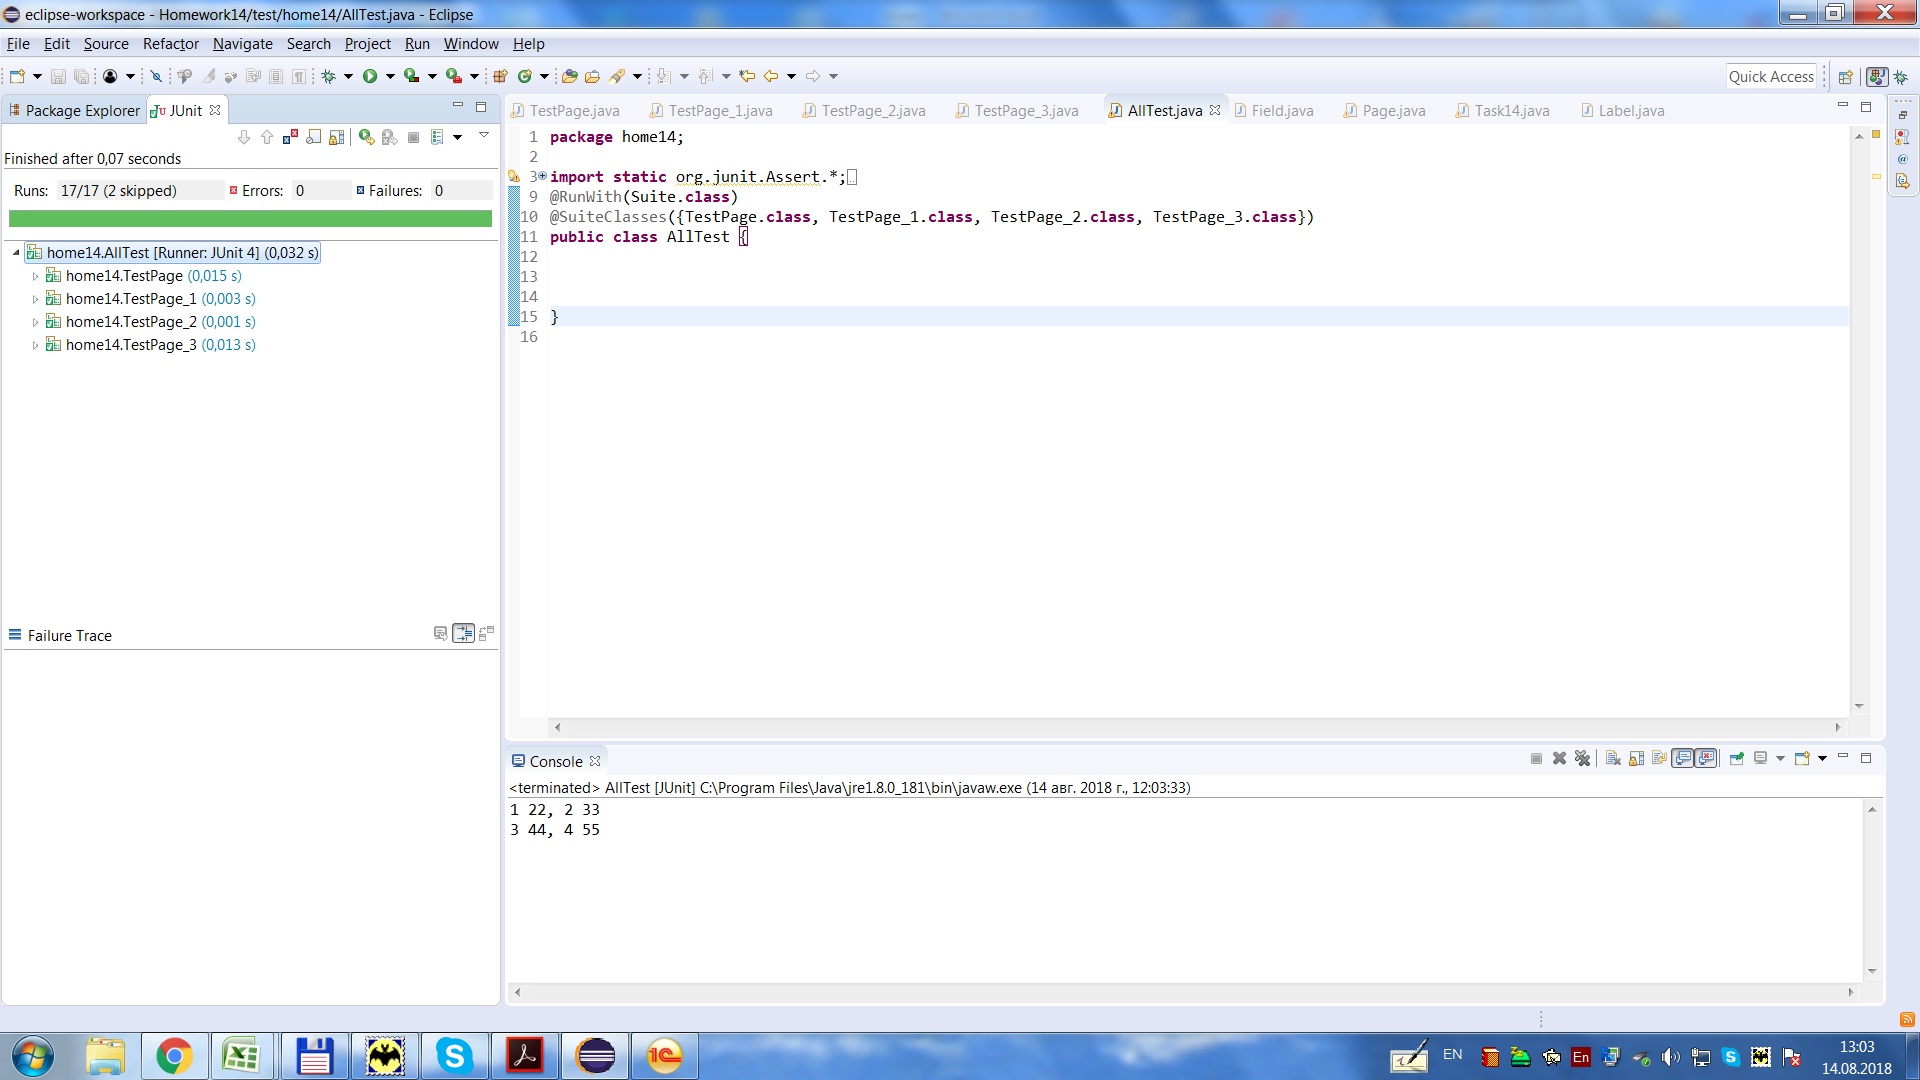 eclipse-workspace - Homework14/test/home14/AllTest.java - Eclipse
File Edit Source Refactor Navigate Search Project Run Window Help
Quick Access
Package Explorer JUnit
TestPage.java TestPage_1.java TestPage_2.java TestPage_3.java AllTest.java Field.java Page.java Task14.java Label.java
Finished after 0,07 seconds
Runs: 17/17 (2 skipped) Errors: 0 Failures: 0
home14.AllTest [Runner: JUnit 4] (0,032 s)
home14.TestPage (0,015 s)
home14.TestPage_1 (0,003 s)
home14.TestPage_2 (0,001 s)
home14.TestPage_3 (0,013 s)
Failure Trace
1 package home14;
2
3 import static org.junit.Assert.*;
9 @RunWith(Suite.class)
10 @SuiteClasses({TestPage.class, TestPage_1.class, TestPage_2.class, TestPage_3.class})
11 public class AllTest {
12
13
14
15 }
16
Console
<terminated> AllTest [JUnit] C:\Program Files\Java\jre1.8.0_181\bin\javaw.exe (14 авг. 2018 г., 12:03:33)
1 22, 2 33
3 44, 4 55
EN
En
13:03
14.08.2018